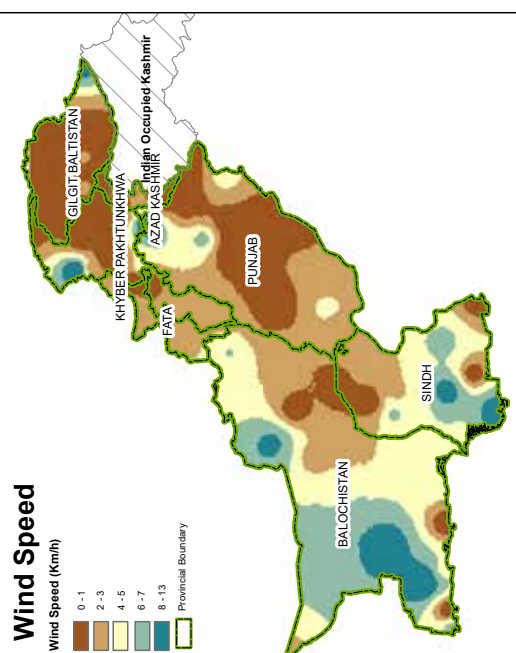 Wind Speed
Wind Speed (Km/h)
0 - 1
2 - 3
4 - 5
6 - 7
8 - 13
Provincial Boundary
GILGIT BALTISTAN
KHYBER PAKHTUNKHWA
Indian Occupied Kashmir
AZAD KASHMIR
FATA
PUNJAB
BALOCHISTAN
SINDH